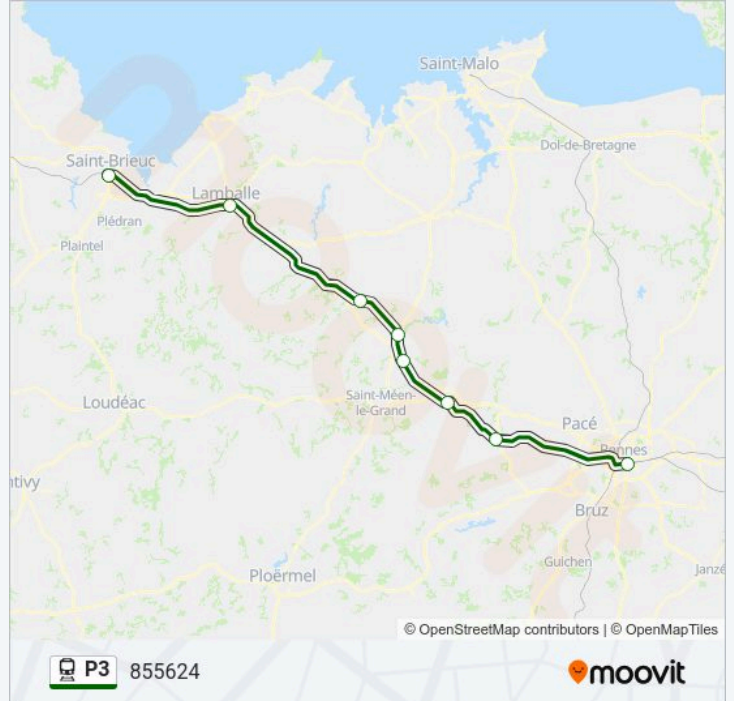 Saint-Malo
Dol-de-Bretagne
Saint-Brieuc
Lamballe
Plédran
Plaintel
Saint-Méen-
le-Grand
Loudéac
Pacé
Rennes
ntivy
Bruz
Guichen
Janzé
Ploërmel
© OpenStreetMap contributors | © OpenMapTiles
P3 855624
moovit